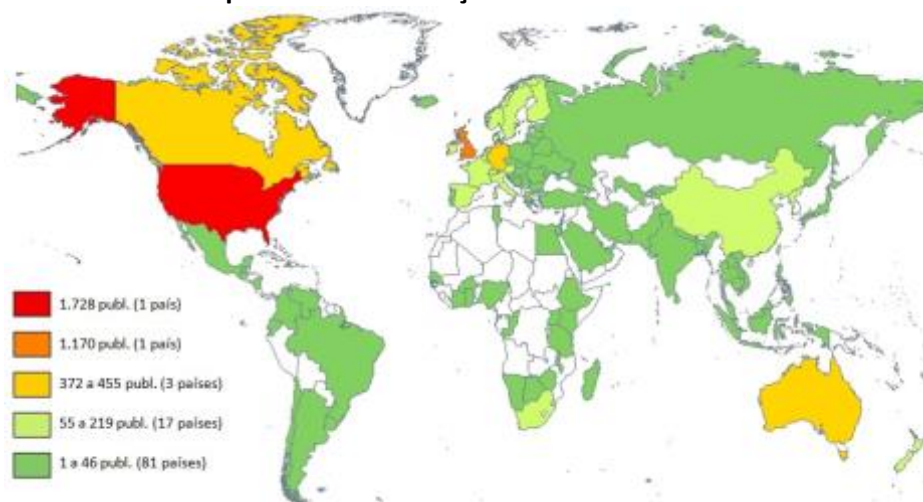 1.728 publ. (1 país)
1.170 publ. (1 país)
372 a 455 publ. (3 países)
55 a 219 publ. (17 países)
1 a 46 publ. (81 países)